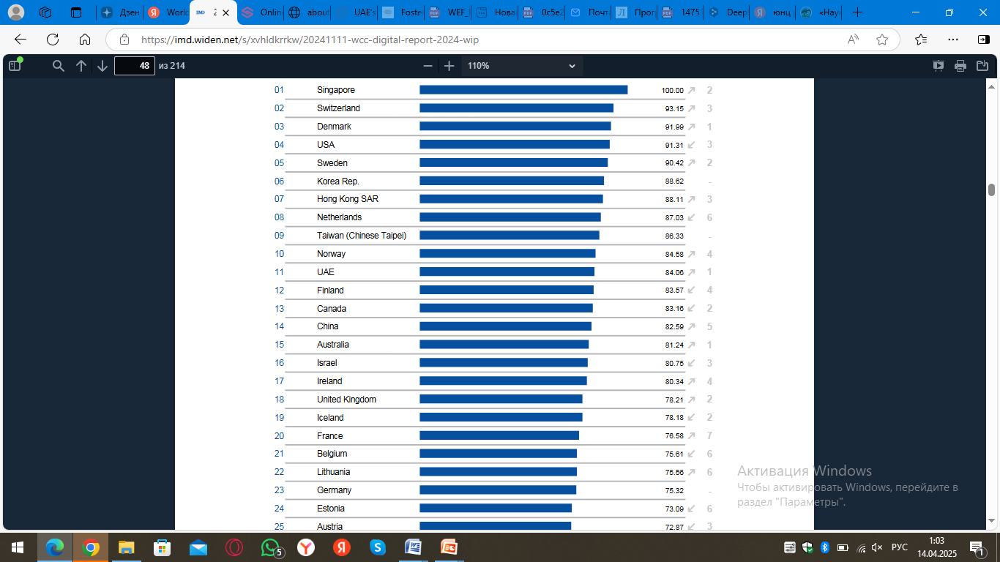 Дзен
World
2
Onlin
about
UAE's
Foste
WEF_
Нова
0c5e2
Почт
Прог
1475
Deep
юнц
«Нау
https://imd.widen.net/s/xvhldkrrkw/20241111-wcc-digital-report-2024-wip
48 из 214 110%
01 Singapore 100.00 2
02 Switzerland 93.15 3
03 Denmark 91.99 1
04 USA 91.31 3
05 Sweden 90.42 2
06 Korea Rep. 88.62 -
07 Hong Kong SAR 88.11 3
08 Netherlands 87.03 6
09 Taiwan (Chinese Taipei) 86.33 -
10 Norway 84.58 4
11 UAE 84.06 1
12 Finland 83.57 4
13 Canada 83.16 2
14 China 82.59 5
15 Australia 81.24 1
16 Israel 80.75 3
17 Ireland 80.34 4
18 United Kingdom 78.21 2
19 Iceland 78.18 2
20 France 76.58 7
21 Belgium 75.61 6
22 Lithuania 75.56 6
23 Germany 75.32 -
24 Estonia 73.09 6
25 Austria 72.87 3
Активация Windows
Чтобы активировать Windows, перейдите в
раздел "Параметры".
5
РУС
1:03
14.04.2025
1